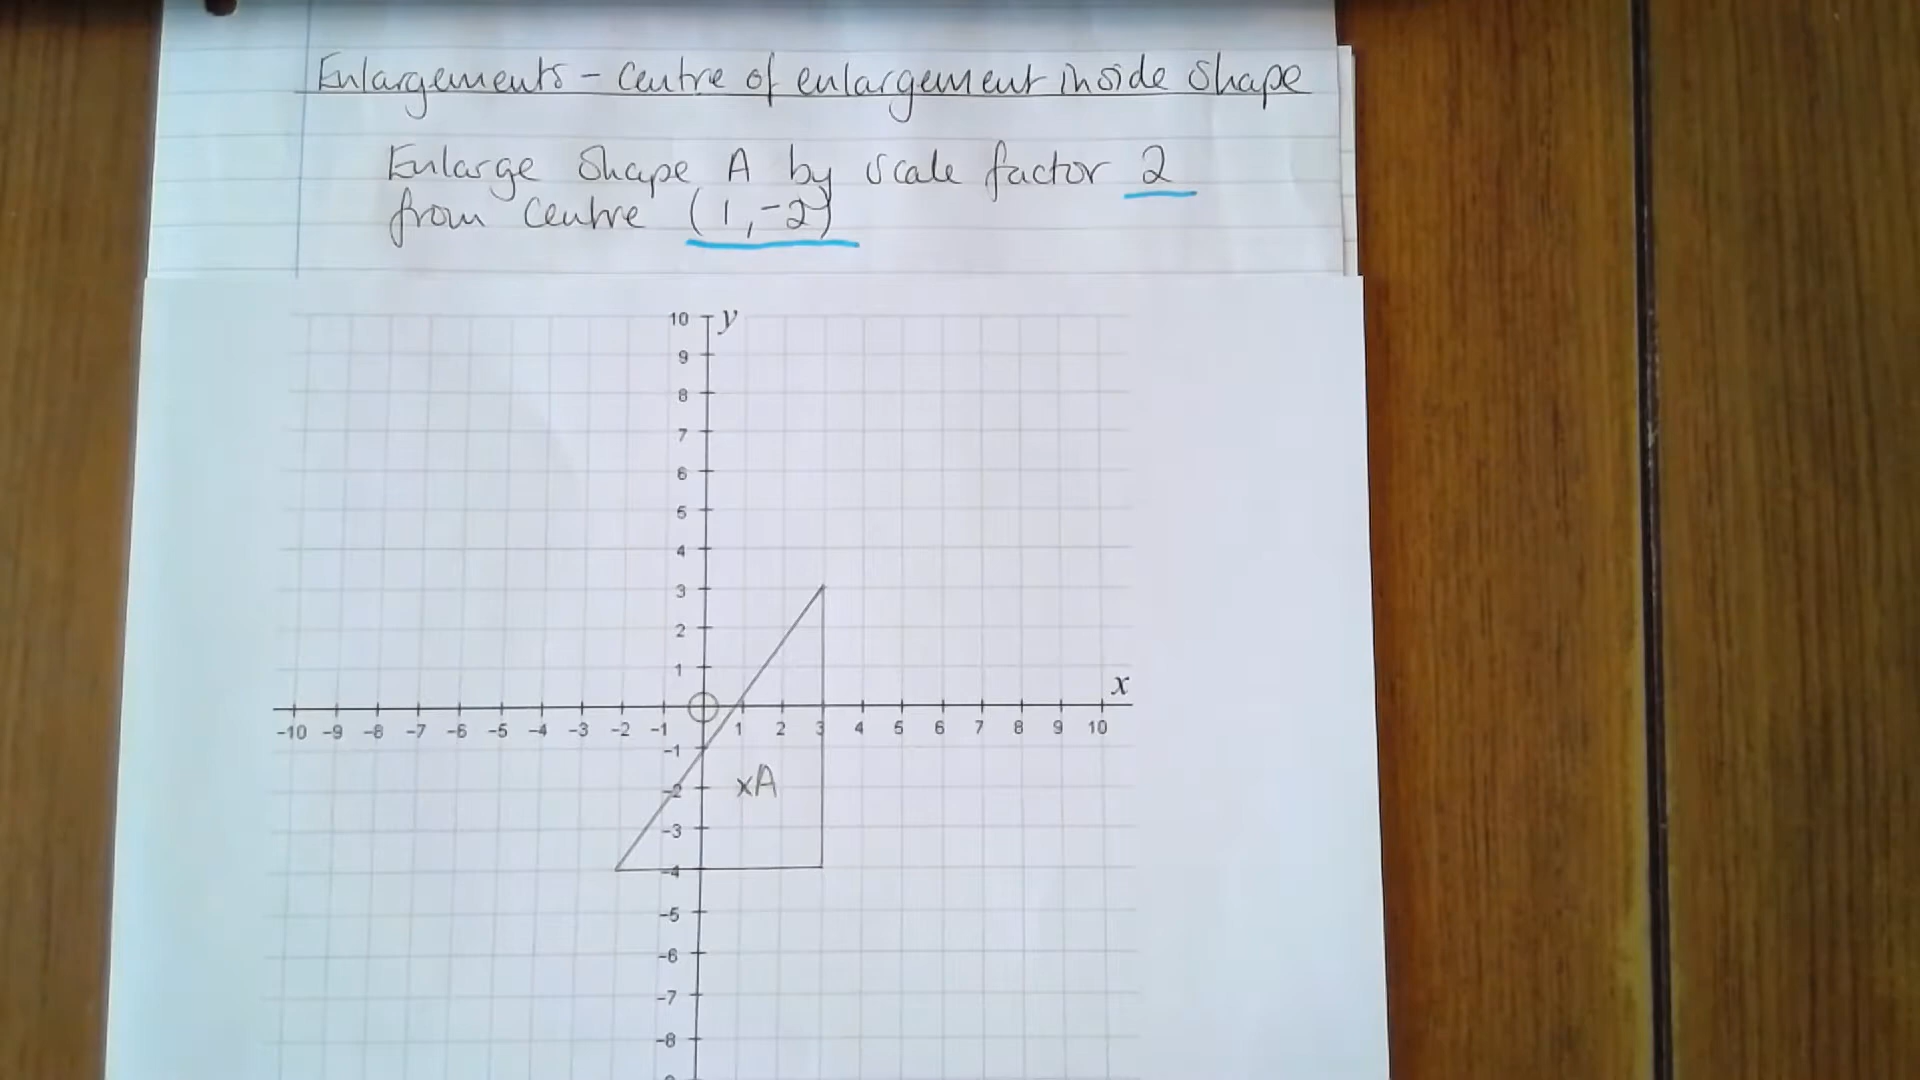 Enlargements – Centre of enlargement inside shape
Enlarge shape A by scale factor 2
from centre (1,-2)
10 y
9
8
7
6
5
4
3
2
1
x
-10 -9 -8 -7 -6 -5 -4 -3 -2 -1 1 2 3 4 5 6 7 8 9 10
-1
-2 xA
-3
-4
-5
-6
-7
-8